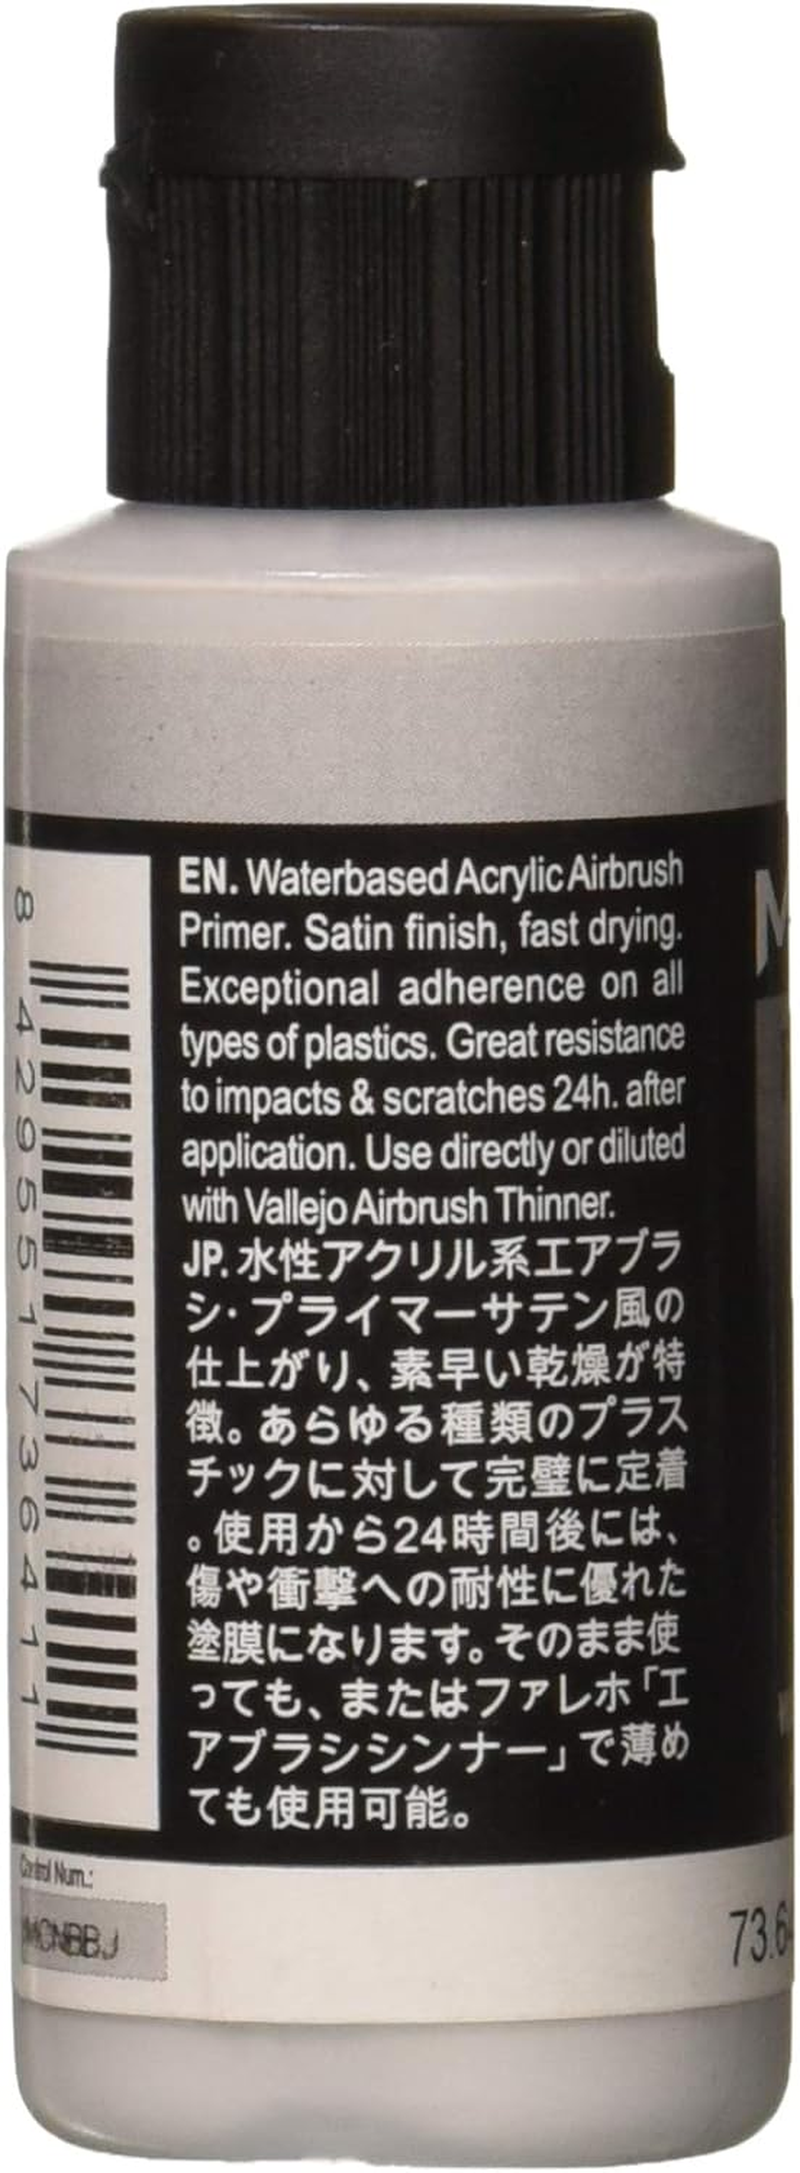 EN. Waterbased Acrylic Airbrush
Primer. Satin finish, fast drying.
Exceptional adherence on all
types of plastics. Great resistance
to impacts & scratches 24h. after
application. Use directly or diluted
with Vallejo Airbrush Thinner.
JP. 水性アクリル系エアブラ
シ・プライマーサテン風の
仕上がり、素早い乾燥が特
徴。あらゆる種類のプラス
チックに対して完璧に定着
。使用から24時間後には、
傷や衝撃への耐性に優れた
塗膜になります。そのまま使
っても、またはファレホ「エ
アブラシシンナー」で薄め
ても使用可能。
8 429551 736411
Control Num.:
73.6